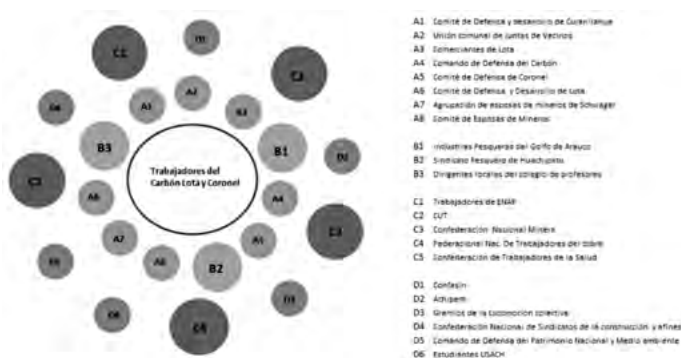 D1
C1
C2
A2
A1
A3
D6
B3
B1
D2
Trabajadores del
Carbón Lota y Coronel
C5
A8
A4
C3
A7
A5
A6
D5
B2
D3
D4
C4
A1 Comité de Defensa y desarrollo de Curanilahue
A2 Unión comunal de Juntas de Vecinos
A3 Comerciantes de Lota
A4 Comando de Defensa del Carbón
A5 Comité de Defensa de Coronel
A6 Comité de Defensa y Desarrollo de Lota
A7 Agrupación de esposas de mineros de Schwager
A8 Comité de Esposas de Mineros
B1 Industrias Pesqueras del Golfo de Arauco
B2 Sindicato Pesquero de Huachipato
B3 Dirigentes locales del colegio de profesores
C1 Trabajadores de ENAP
C2 CUT
C3 Confederación Nacional Minera
C4 Federacional Nac. De Trabajadores del cobre
C5 Confederación de Trabajadores de la Salud
D1 Confasin
D2 Achipem
D3 Gremios de la Locomoción colectiva
D4 Confederación Nacional de Sindicatos de la construcción y afines
D5 Comando de Defensa del Patrimonio Nacional y Medio ambiente
D6 Estudiantes USACH